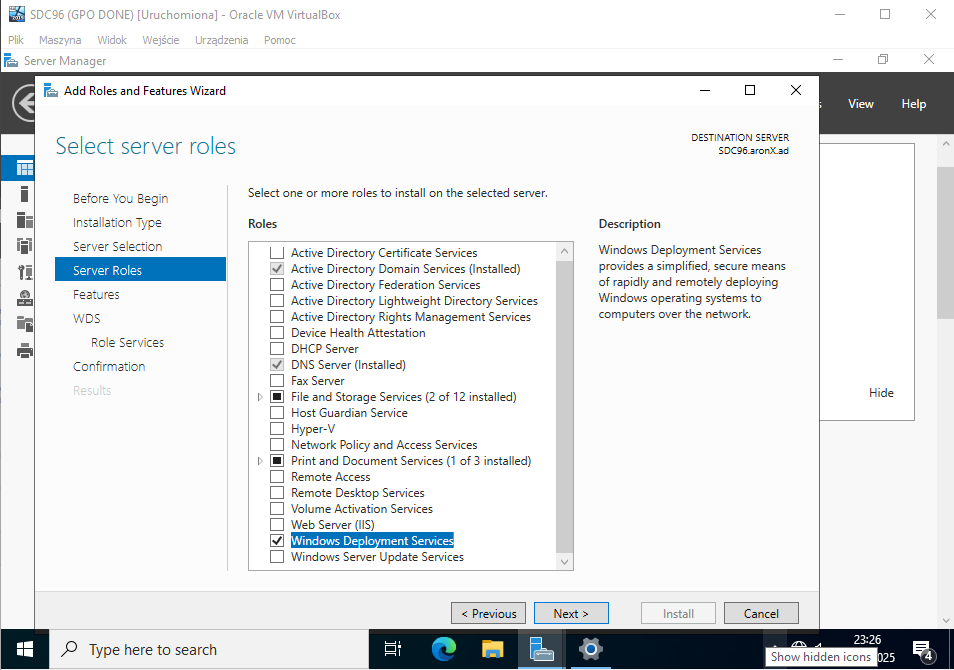 SDC96 (GPO DONE) [Uruchomiona] - Oracle VM VirtualBox
Plik Maszyna Widok Wejście Urządzenia Pomoc
Server Manager
View Help
Add Roles and Features Wizard
Select server roles
DESTINATION SERVER
SDC96.aronX.ad
Before You Begin
Installation Type
Server Selection
Server Roles
Features
WDS
Role Services
Confirmation
Results
Select one or more roles to install on the selected server.
Roles
Active Directory Certificate Services
Active Directory Domain Services (Installed)
Active Directory Federation Services
Active Directory Lightweight Directory Services
Active Directory Rights Management Services
Device Health Attestation
DHCP Server
DNS Server (Installed)
Fax Server
File and Storage Services (2 of 12 installed)
Host Guardian Service
Hyper-V
Network Policy and Access Services
Print and Document Services (1 of 3 installed)
Remote Access
Remote Desktop Services
Volume Activation Services
Web Server (IIS)
Windows Deployment Services
Windows Server Update Services
Description
Windows Deployment Services
provides a simplified, secure means
of rapidly and remotely deploying
Windows operating systems to
computers over the network.
Hide
< Previous Next > Install Cancel
Type here to search
23:26
Show hidden icons
025
4